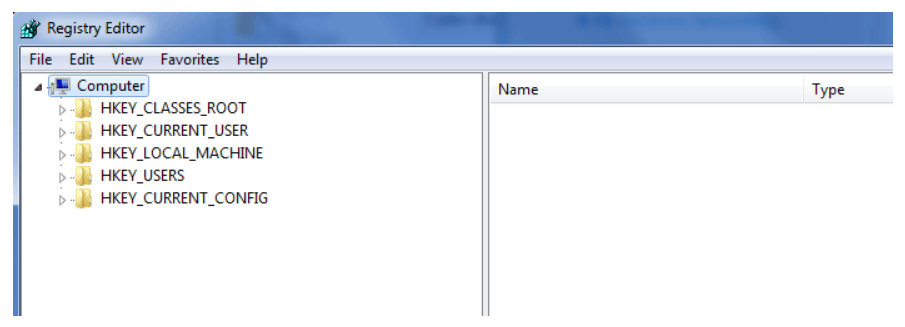 Registry Editor
File Edit View Favorites Help
Computer
Name Type
HKEY_CLASSES_ROOT
HKEY_CURRENT_USER
HKEY_LOCAL_MACHINE
HKEY_USERS
HKEY_CURRENT_CONFIG